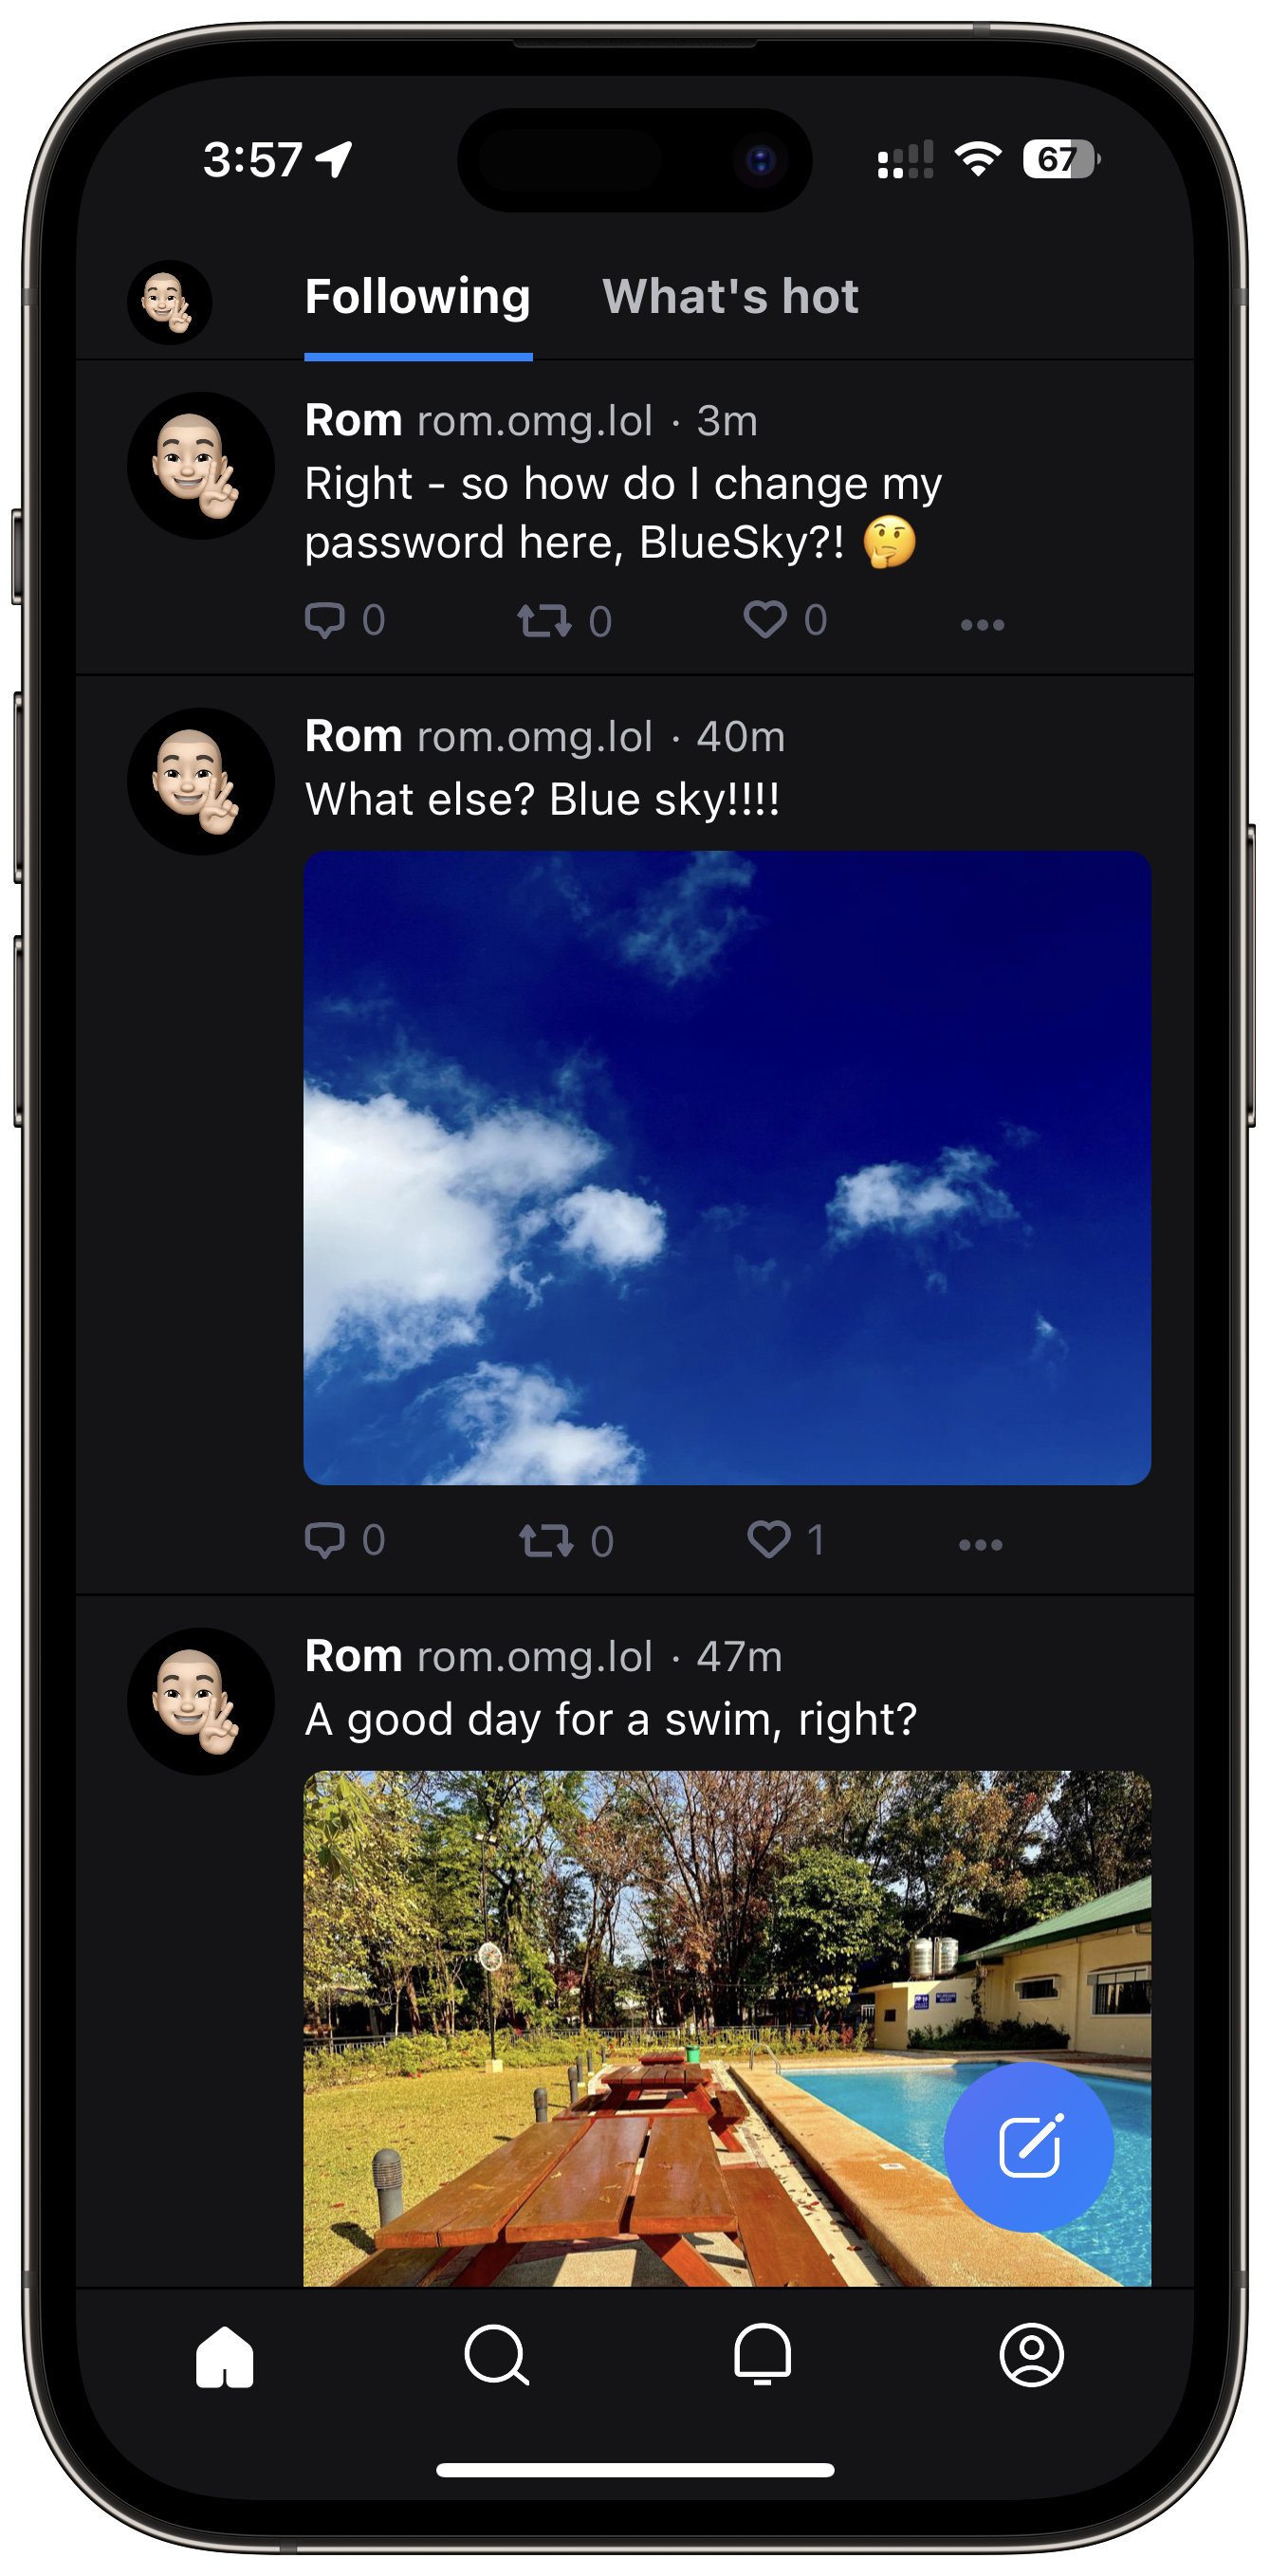 3:57
67
Following What's hot
Rom rom.omg.lol · 3m
Right - so how do I change my
password here, BlueSky?! 🤔
0 0 0
Rom rom.omg.lol · 40m
What else? Blue sky!!!!
0 0 1
Rom rom.omg.lol · 47m
A good day for a swim, right?